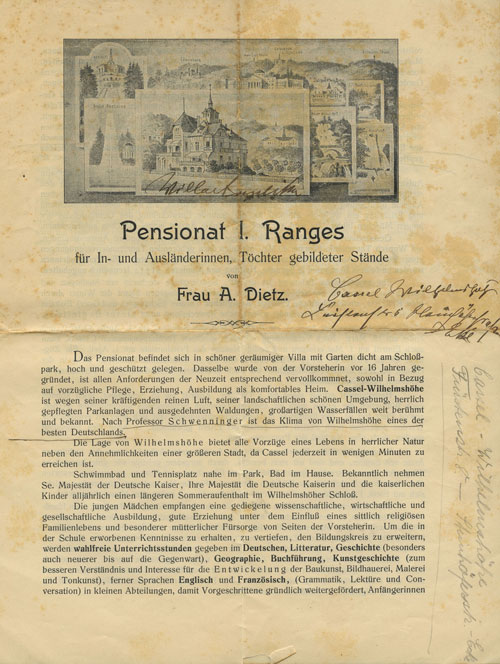 Pensionat I. Ranges
für In- und Ausländerinnen, Töchter gebildeter Stände
von
Frau A. Dietz.
Cassel Wilhelmshöhe
Das Pensionat befindet sich in schöner geräumiger Villa mit Garten dicht am Schloß-
park, hoch und geschützt gelegen. Dasselbe wurde von der Vorsteherin vor 16 Jahren ge-
gründet, ist allen Anforderungen der Neuzeit entsprechend vervollkommnet, sowohl in Bezug
auf vorzügliche Pflege, Erziehung, Ausbildung als komfortables Heim. Cassel-Wilhelmshöhe
ist wegen seiner kräftigenden reinen Luft, seiner landschaftlichen schönen Umgebung, herrlich
gepflegten Parkanlagen und ausgedehnten Waldungen, großartigen Wasserfällen weit berühmt
und bekannt. Nach Professor Schwenninger ist das Klima von Wilhelmshöhe eines der
besten Deutschlands.
Die Lage von Wilhelmshöhe bietet alle Vorzüge eines Lebens in herrlicher Natur
neben den Annehmlichkeiten einer größeren Stadt, da Cassel jederzeit in wenigen Minuten zu
erreichen ist.
Schwimmbad und Tennisplatz nahe im Park, Bad im Hause. Bekanntlich nehmen
Se. Majestät der Deutsche Kaiser, Ihre Majestät die Deutsche Kaiserin und die kaiserlichen
Kinder alljährlich einen längeren Sommeraufenthalt im Wilhelmshöher Schloß.
Die jungen Mädchen empfangen eine gediegene wissenschaftliche, wirtschaftliche und
gesellschaftliche Ausbildung, gute Erziehung unter dem Einfluß eines sittlich religiösen
Familienlebens und besonderer mütterlicher Fürsorge von Seiten der Vorsteherin. Um die in
der Schule erworbenen Kenntnisse zu erhalten, zu vertiefen, den Bildungskreis zu erweitern,
werden wahlfreie Unterrichtsstunden gegeben im Deutschen, Litteratur, Geschichte (besonders
auch neuerer bis auf die Gegenwart), Geographie, Buchführung, Kunstgeschichte (zum
besseren Verständnis und Interesse für die Entwickelung der Baukunst, Bildhauerei, Malerei
und Tonkunst), ferner Sprachen Englisch und Französisch, (Grammatik, Lektüre und Con-
versation) in kleinen Abteilungen, damit Vorgeschrittene gründlich weitergefördert, Anfängerinnen
Cassel - Wilhelmshöhe